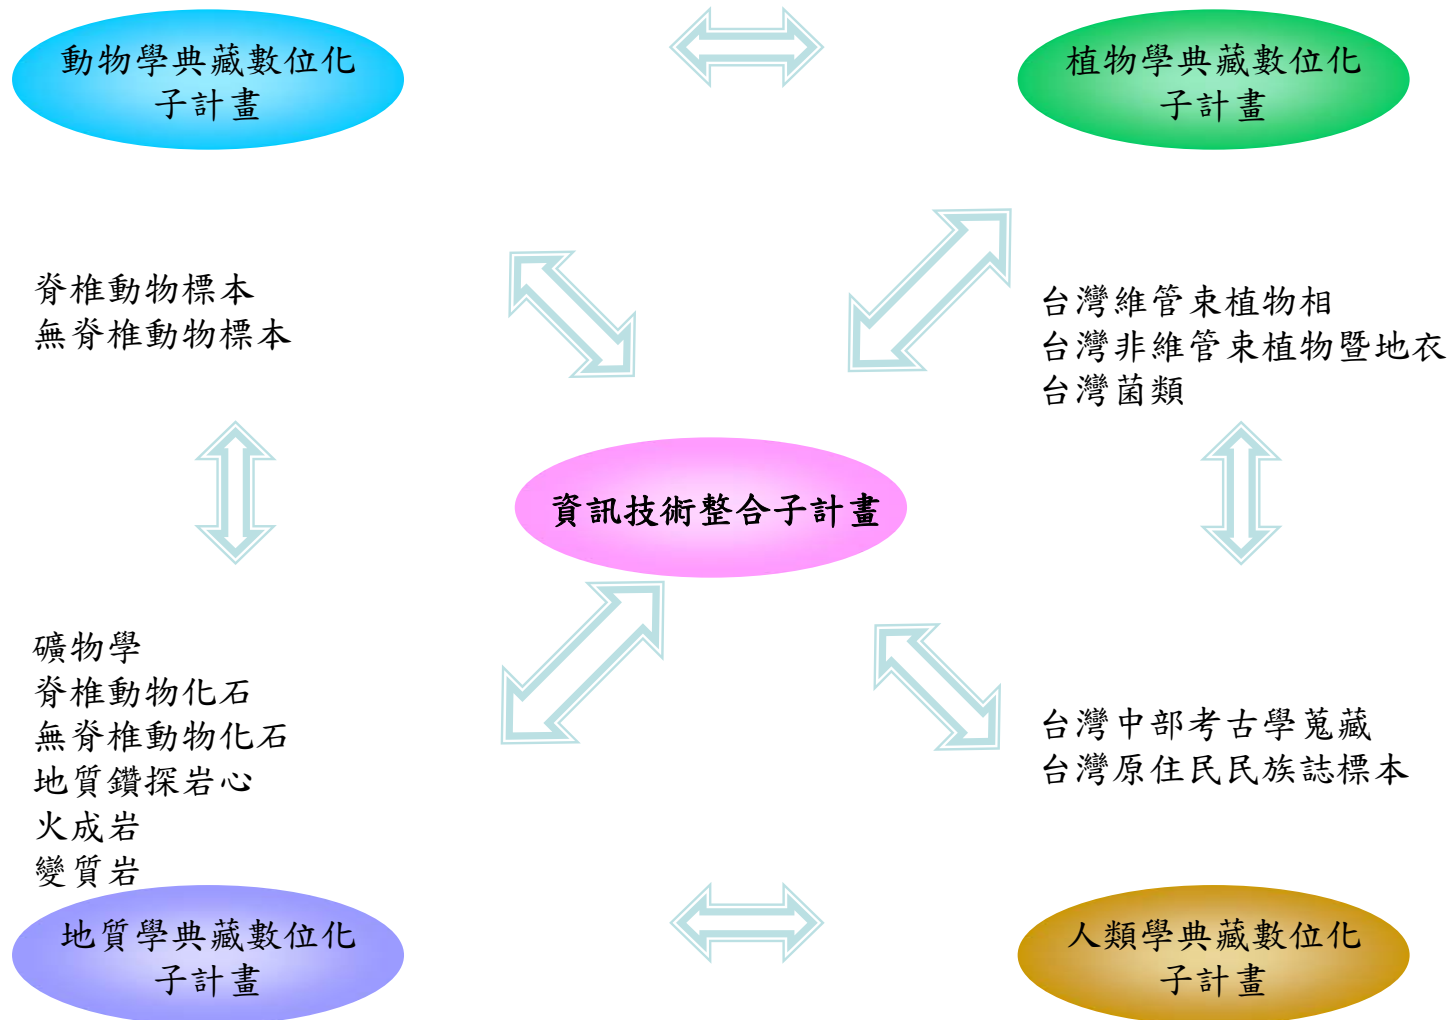 動物學典藏數位化
子計畫
植物學典藏數位化
子計畫
脊椎動物標本
無脊椎動物標本
台灣維管束植物相
台灣非維管束植物暨地衣
台灣菌類
資訊技術整合子計畫
礦物學
脊椎動物化石
無脊椎動物化石
地質鑽探岩心
火成岩
變質岩
台灣中部考古學蒐藏
台灣原住民民族誌標本
地質學典藏數位化
子計畫
人類學典藏數位化
子計畫